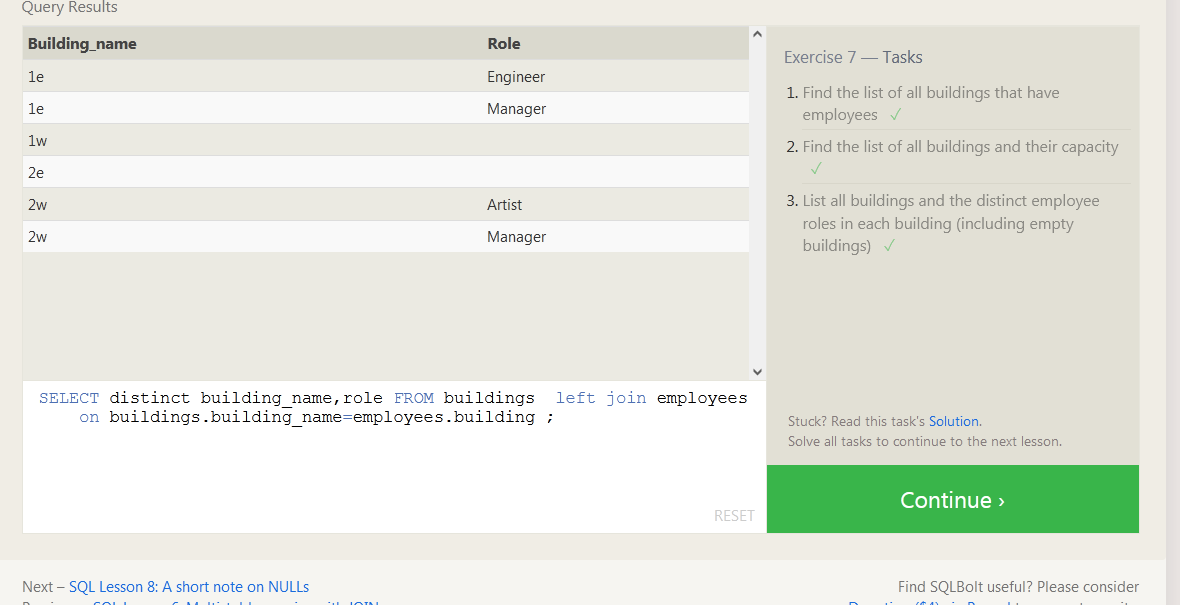 Query Results
Building_name Role
1e Engineer
1e Manager
1w
2e
2w Artist
2w Manager
SELECT distinct building_name,role FROM buildings  left join employees
on buildings.building_name=employees.building ;
RESET
Exercise 7 — Tasks
1. Find the list of all buildings that have
employees ✓
2. Find the list of all buildings and their capacity
✓
3. List all buildings and the distinct employee
roles in each building (including empty
buildings) ✓
Stuck? Read this task's Solution.
Solve all tasks to continue to the next lesson.
Continue ›
Next – SQL Lesson 8: A short note on NULLs
Find SQLBolt useful? Please consider